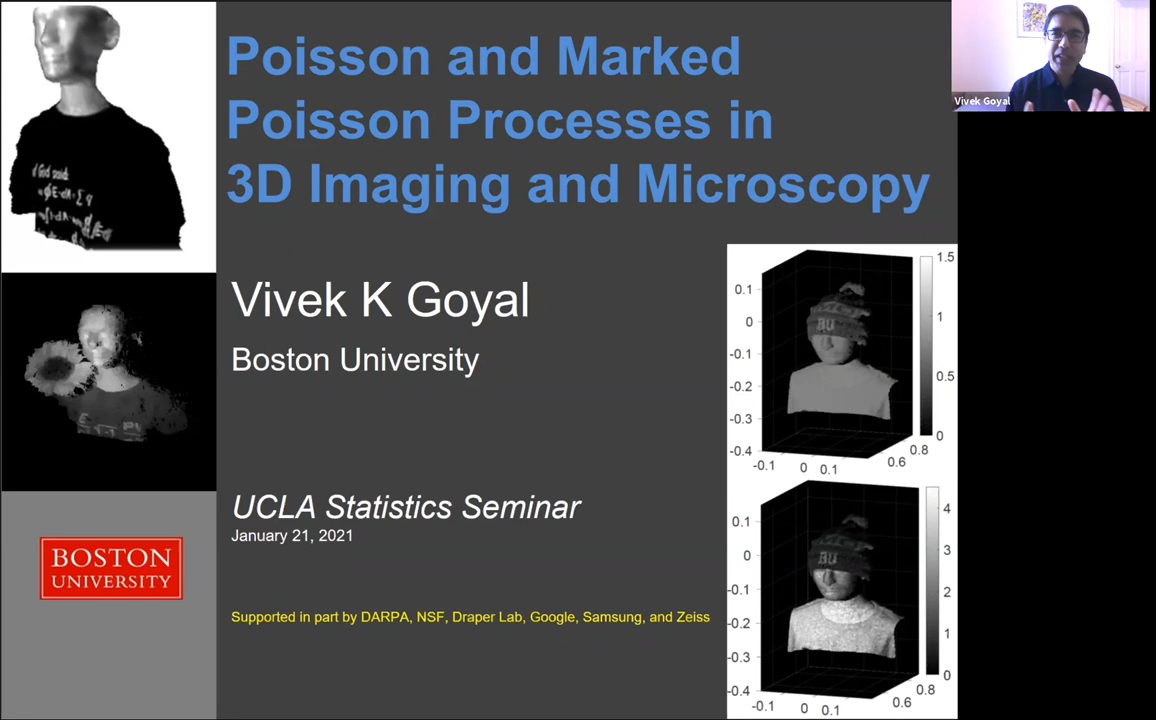 Poisson and Marked
Poisson Processes in
3D Imaging and Microscopy
Vivek Goyal
Vivek K Goyal
Boston University
UCLA Statistics Seminar
January 21, 2021
Supported in part by DARPA, NSF, Draper Lab, Google, Samsung, and Zeiss
BOSTON
UNIVERSITY
If God said
BU
0.1
0
-0.1
-0.2
-0.3
-0.4
-0.1
0
0.1
0.6
0.8
1.5
1
0.5
0
BU
0.1
0
-0.1
-0.2
-0.3
-0.4
-0.1
0
0.1
0.6
0.8
4
3
2
1
0